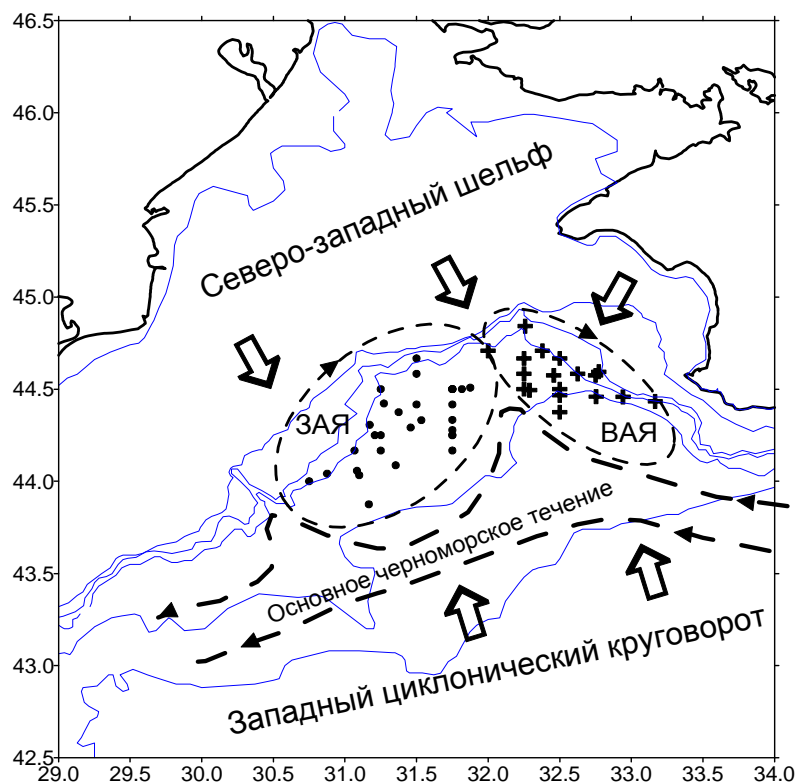 46.5
46.0
Северо-западный шельф
45.5
45.0
44.5
ЗАЯ
ВАЯ
44.0
Основное черноморское течение
43.5
43.0
Западный циклонический круговорот
42.5
29.0 29.5 30.0 30.5 31.0 31.5 32.0 32.5 33.0 33.5 34.0